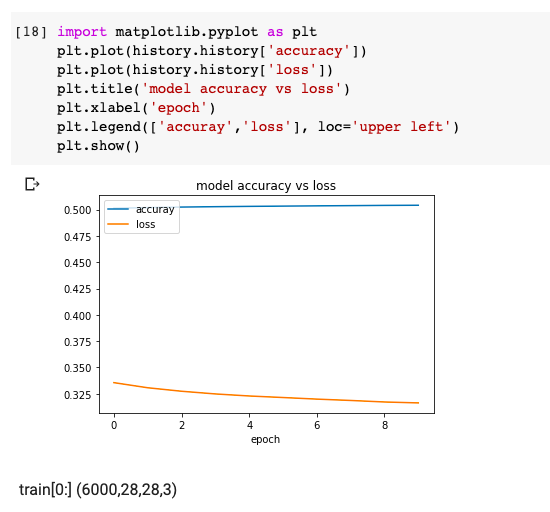 [18] import matplotlib.pyplot as plt
plt.plot(history.history['accuracy'])
plt.plot(history.history['loss'])
plt.title('model accuracy vs loss')
plt.xlabel('epoch')
plt.legend(['accuray','loss'], loc='upper left')
plt.show()
model accuracy vs loss
accuray
loss
0.500
0.475
0.450
0.425
0.400
0.375
0.350
0.325
0 2 4 6 8
epoch
train[0:] (6000,28,28,3)